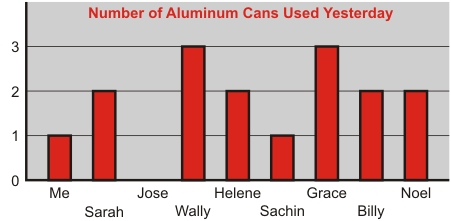 Number of Aluminum Cans Used Yesterday
3
2
1
0
Me Jose Helene Grace Noel
Sarah Wally Sachin Billy